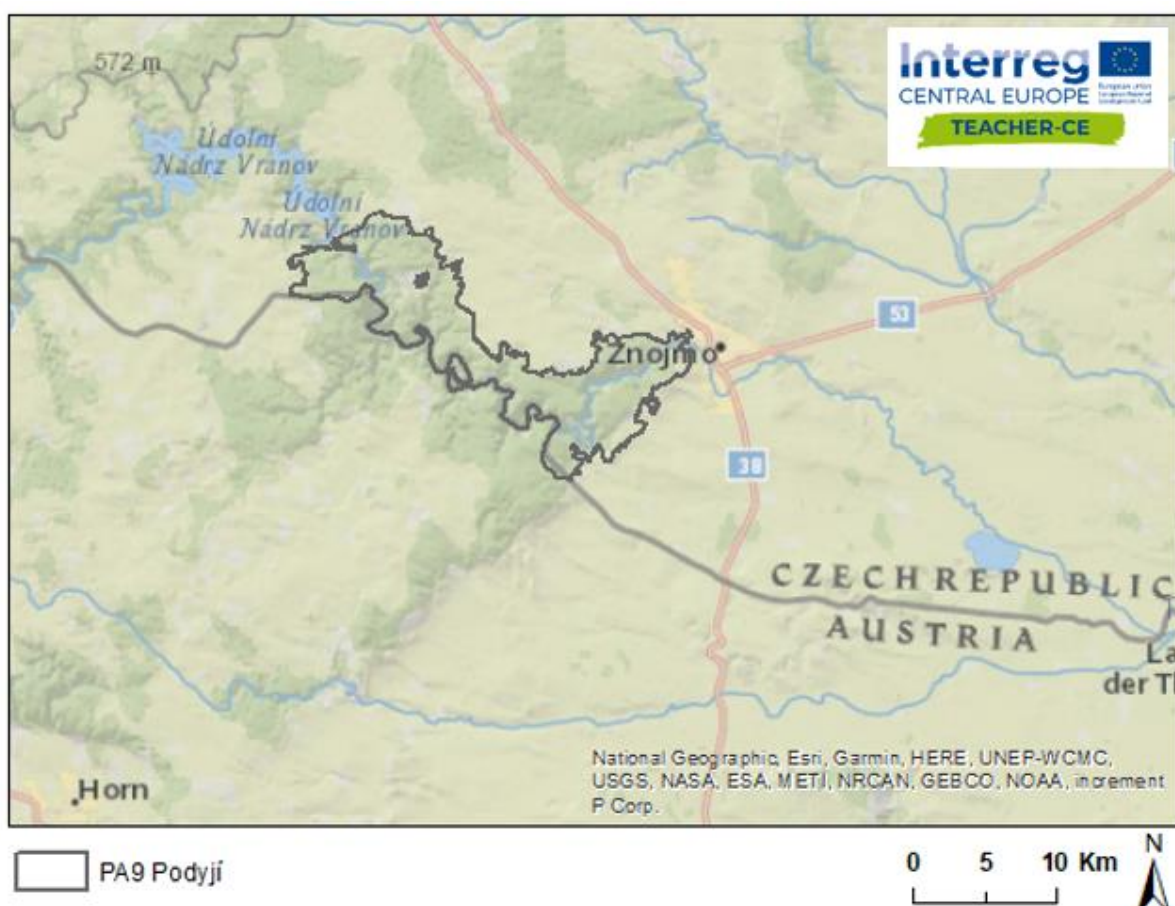 572 m
Interreg
CENTRAL EUROPE
TEACHER-CE
Údolní
Nádrz Vranov
Údolní
Nádrz Vranov
53
Znojmo
38
CZECH REPUBLIC
AUSTRIA
La
der Th
National Geographic, Esri, Garmin, HERE, UNEP-WCMC,
USGS, NASA, ESA, METI, NRCAN, GEBCO, NOAA, increment
P Corp.
Horn
PA9 Podyjí
0 5 10 Km
N